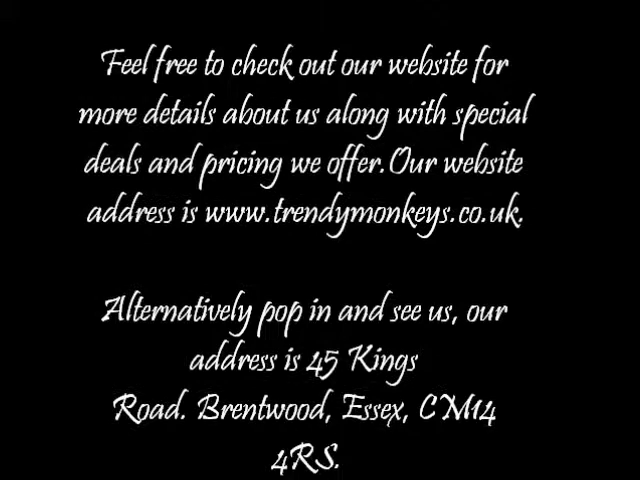 Feel free to check out our website for
more details about us along with special
deals and pricing we offer. Our website
address is www.trendymonkeys.co.uk.
Alternatively pop in and see us, our
address is 45 Kings
Road. Brentwood, Essex, CM14
4RS.